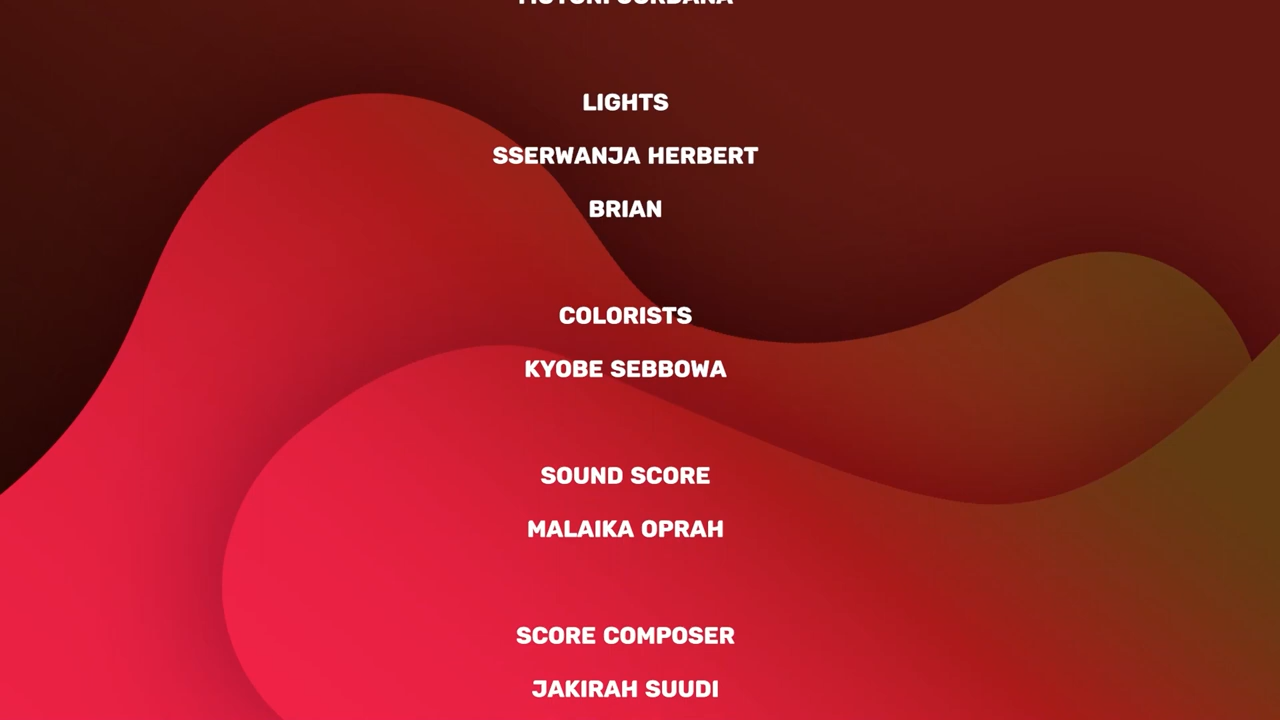 LIGHTS
SSERWANJA HERBERT
BRIAN
COLORISTS
KYOBE SEBBOWA
SOUND SCORE
MALAIKA OPRAH
SCORE COMPOSER
JAKIRAH SUUDI